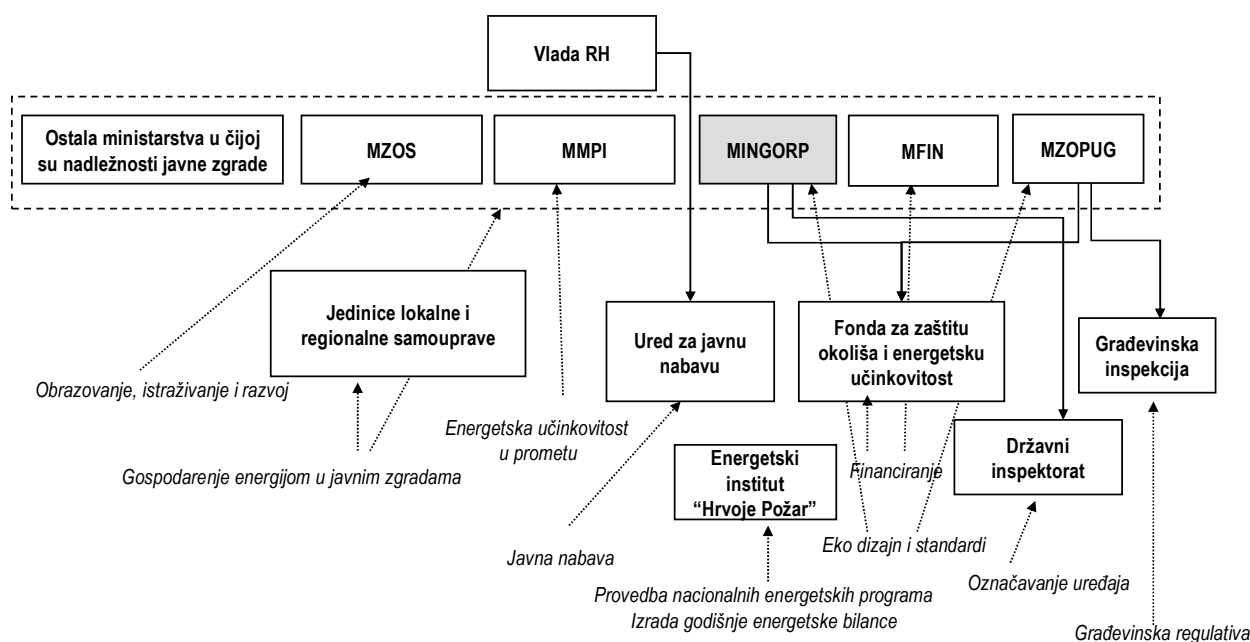 Vlada RH
Ostala ministarstva u čijoj
su nadležnosti javne zgrade
MZOS
MMPI
MINGORP
MFIN
MZOPUG
Jedinice lokalne i
regionalne samouprave
Ured za javnu
nabavu
Fonda za zaštitu
okoliša i energetsku
učinkovitost
Građevinska
inspekcija
Obrazovanje, istraživanje i razvoj
Energetska učinkovitost
u prometu
Gospodarenje energijom u javnim zgradama
Energetski
institut
“Hrvoje Požar”
Financiranje
Državni
inspektorat
Javna nabava
Eko dizajn i standardi
Označavanje uređaja
Provedba nacionalnih energetskih programa
Izrada godišnje energetske bilance
Građevinska regulativa